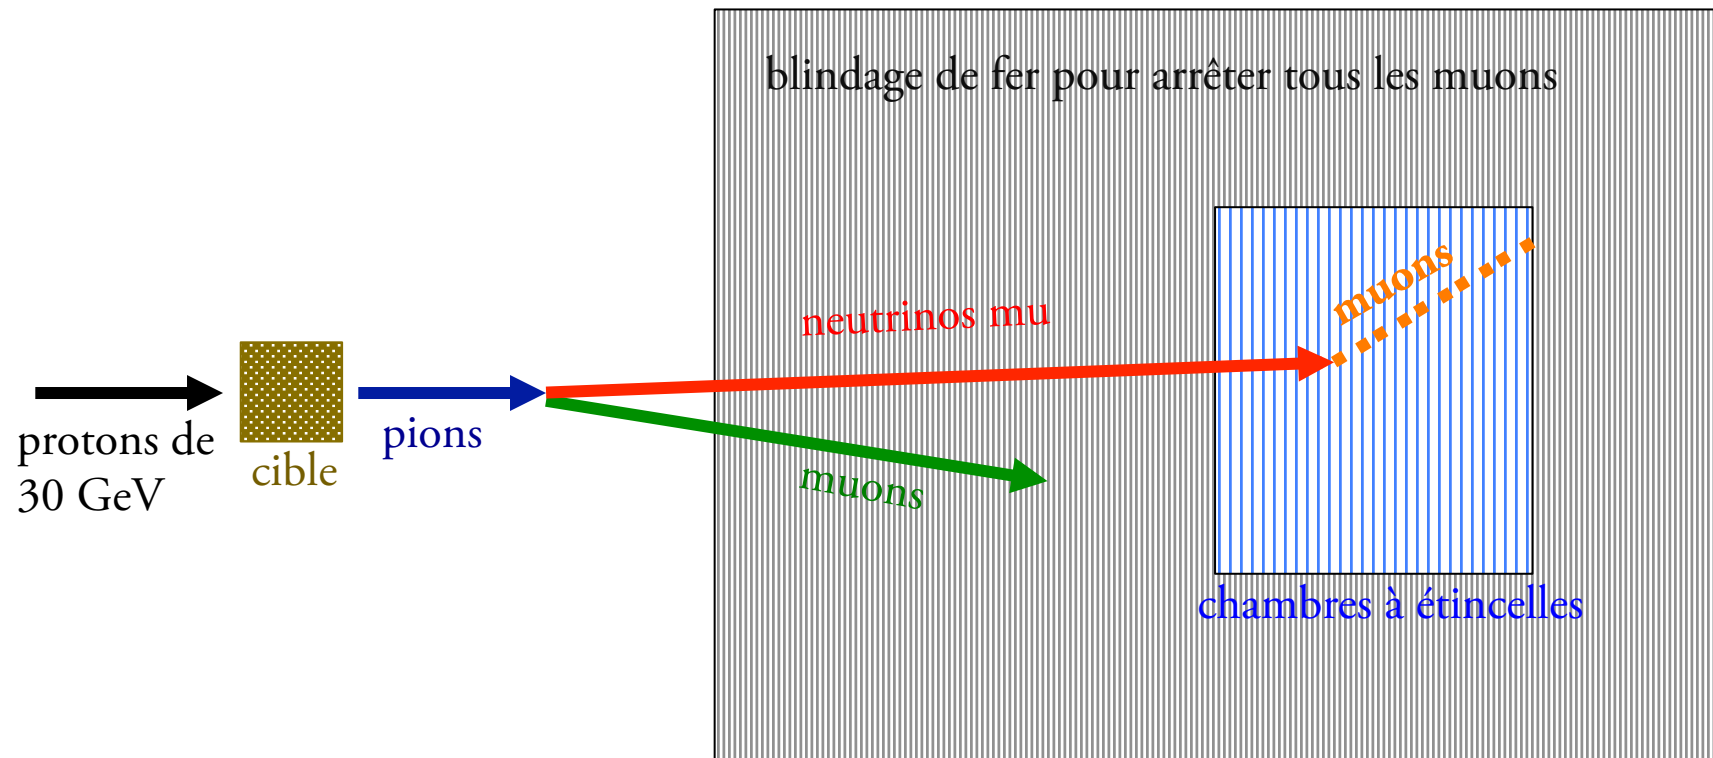 blindage de fer pour arrêter tous les muons
muons
neutrinos mu
protons de
30 GeV
cible
pions
muons
chambres à étincelles